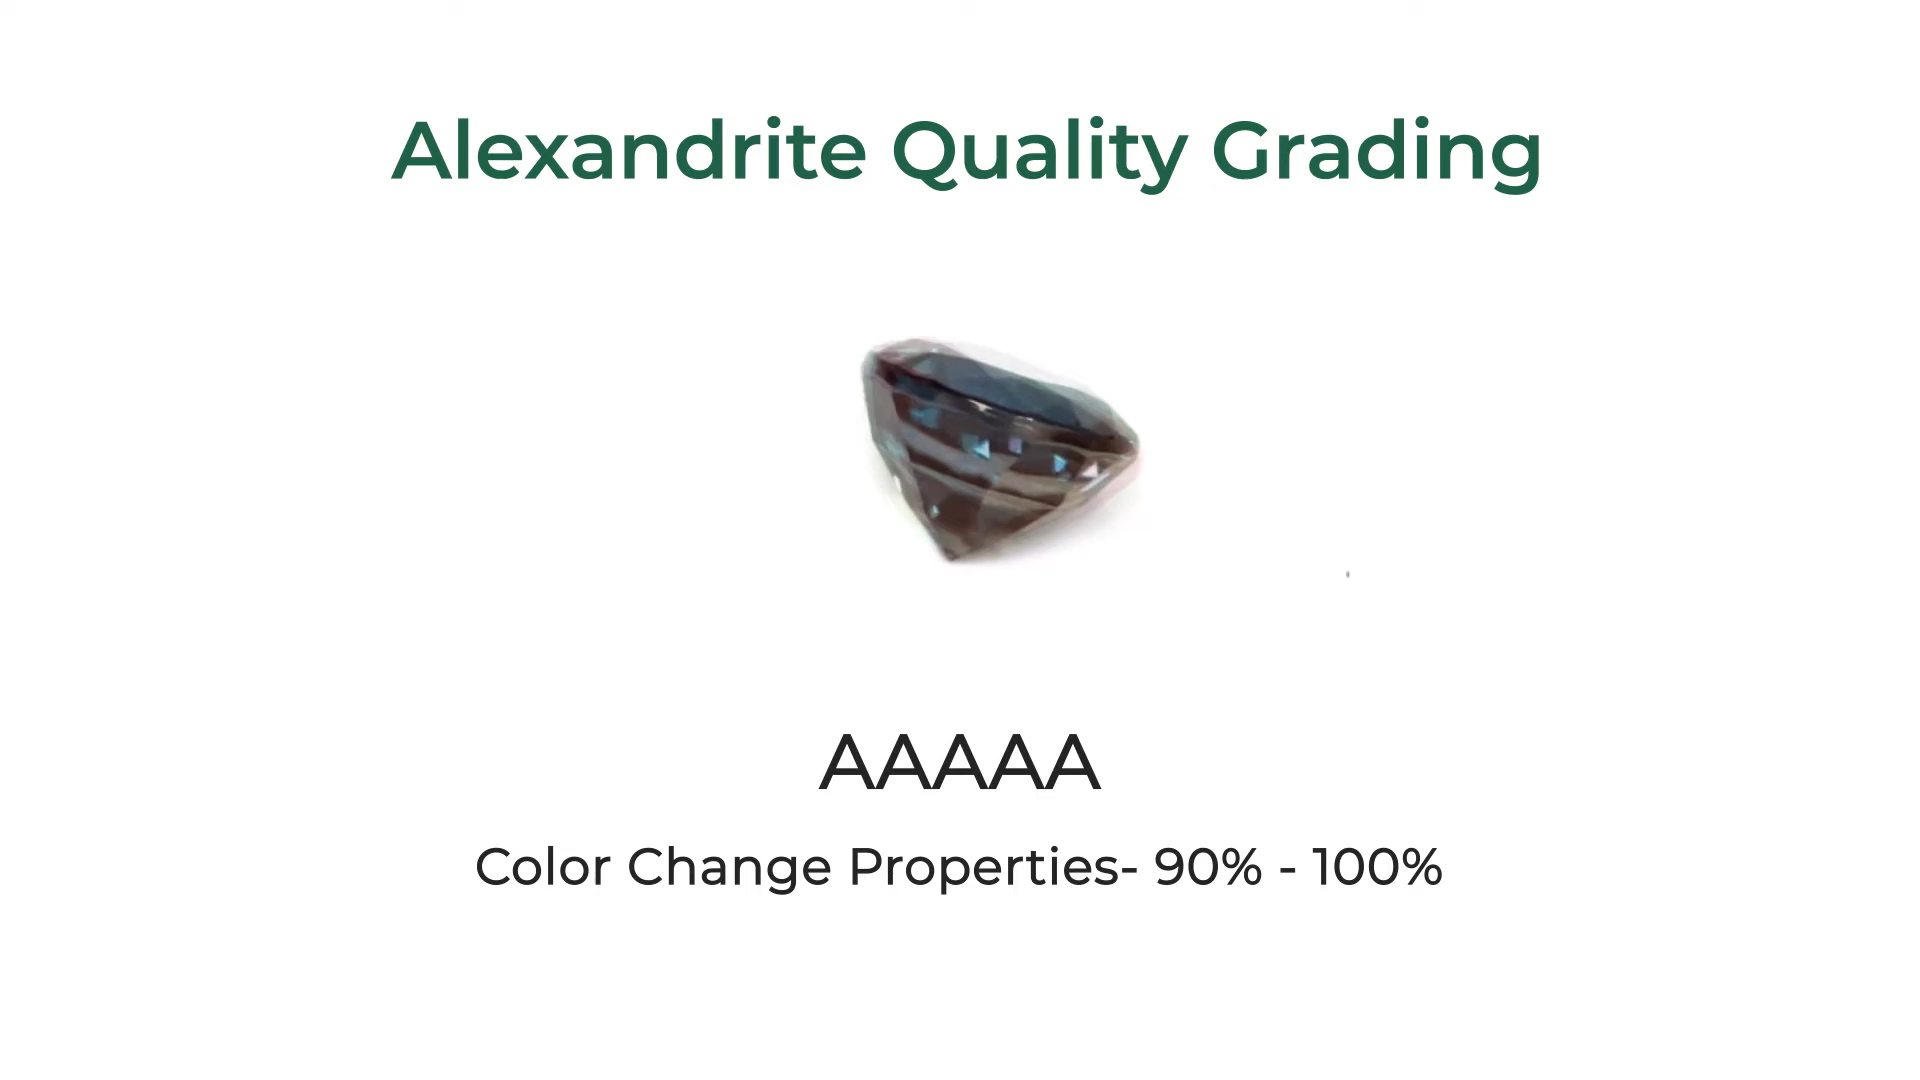 Alexandrite Quality Grading
AAAAA
Color Change Properties- 90% - 100%